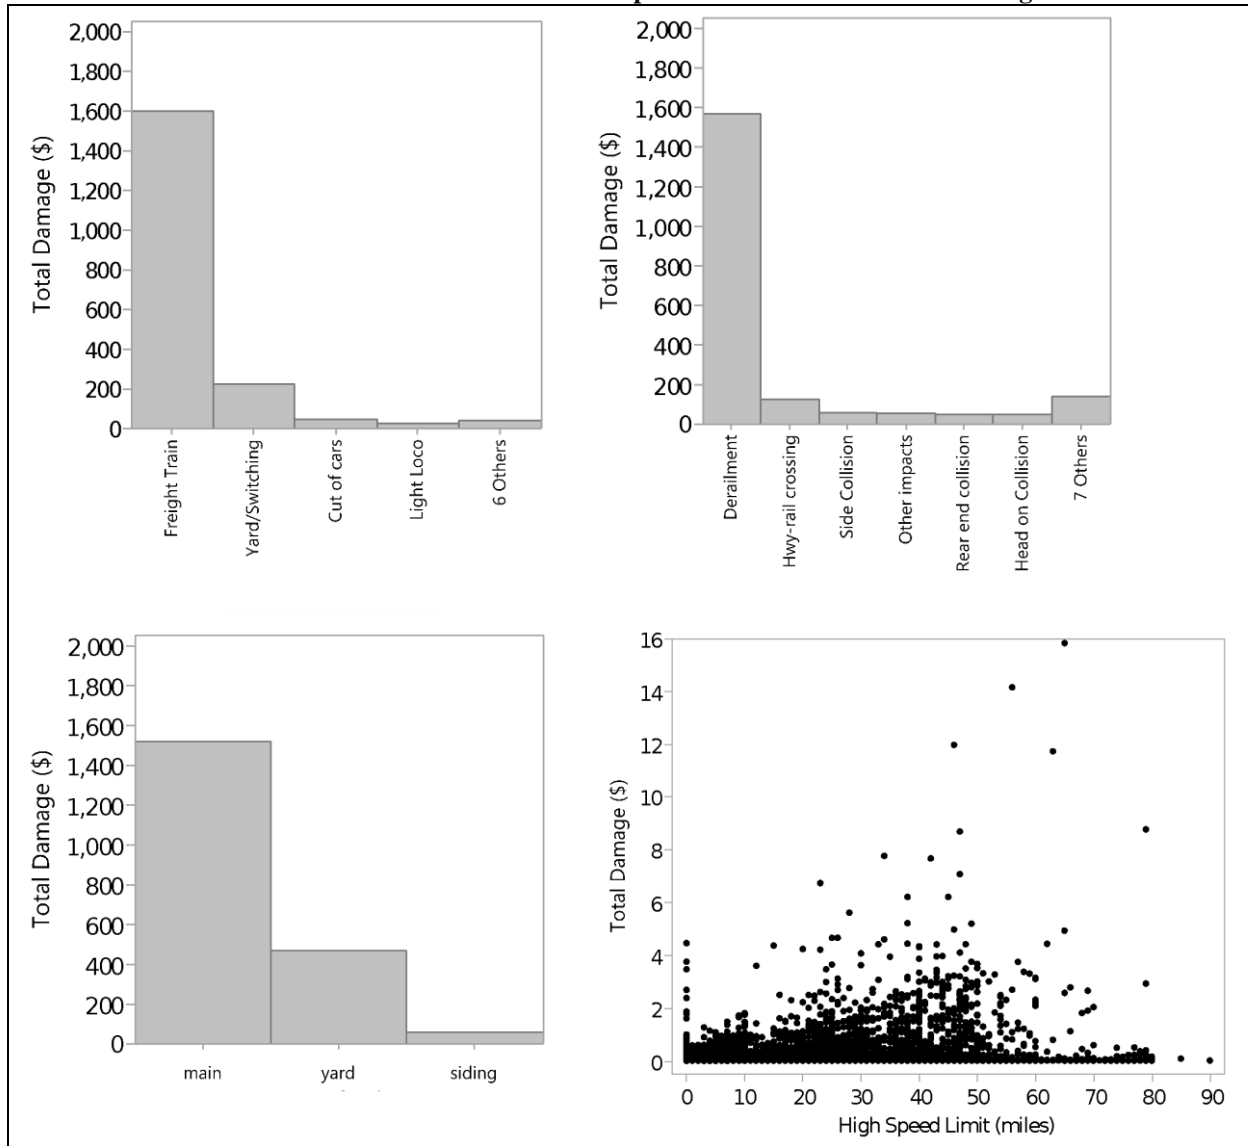 2,000
1,800
1,600
1,400
1,200
1,000
800
600
400
200
0
Total Damage ($)
Freight Train
Yard/Switching
Cut of cars
Light Loco
6 Others
2,000
1,800
1,600
1,400
1,200
1,000
800
600
400
200
0
Total Damage ($)
Derailment
Hwy-rail crossing
Side Collision
Other impacts
Rear end collision
Head on Collision
7 Others
2,000
1,800
1,600
1,400
1,200
1,000
800
600
400
200
0
Total Damage ($)
main yard siding
16
14
12
10
8
6
4
2
0
Total Damage ($)
0 10 20 30 40 50 60 70 80 90
High Speed Limit (miles)